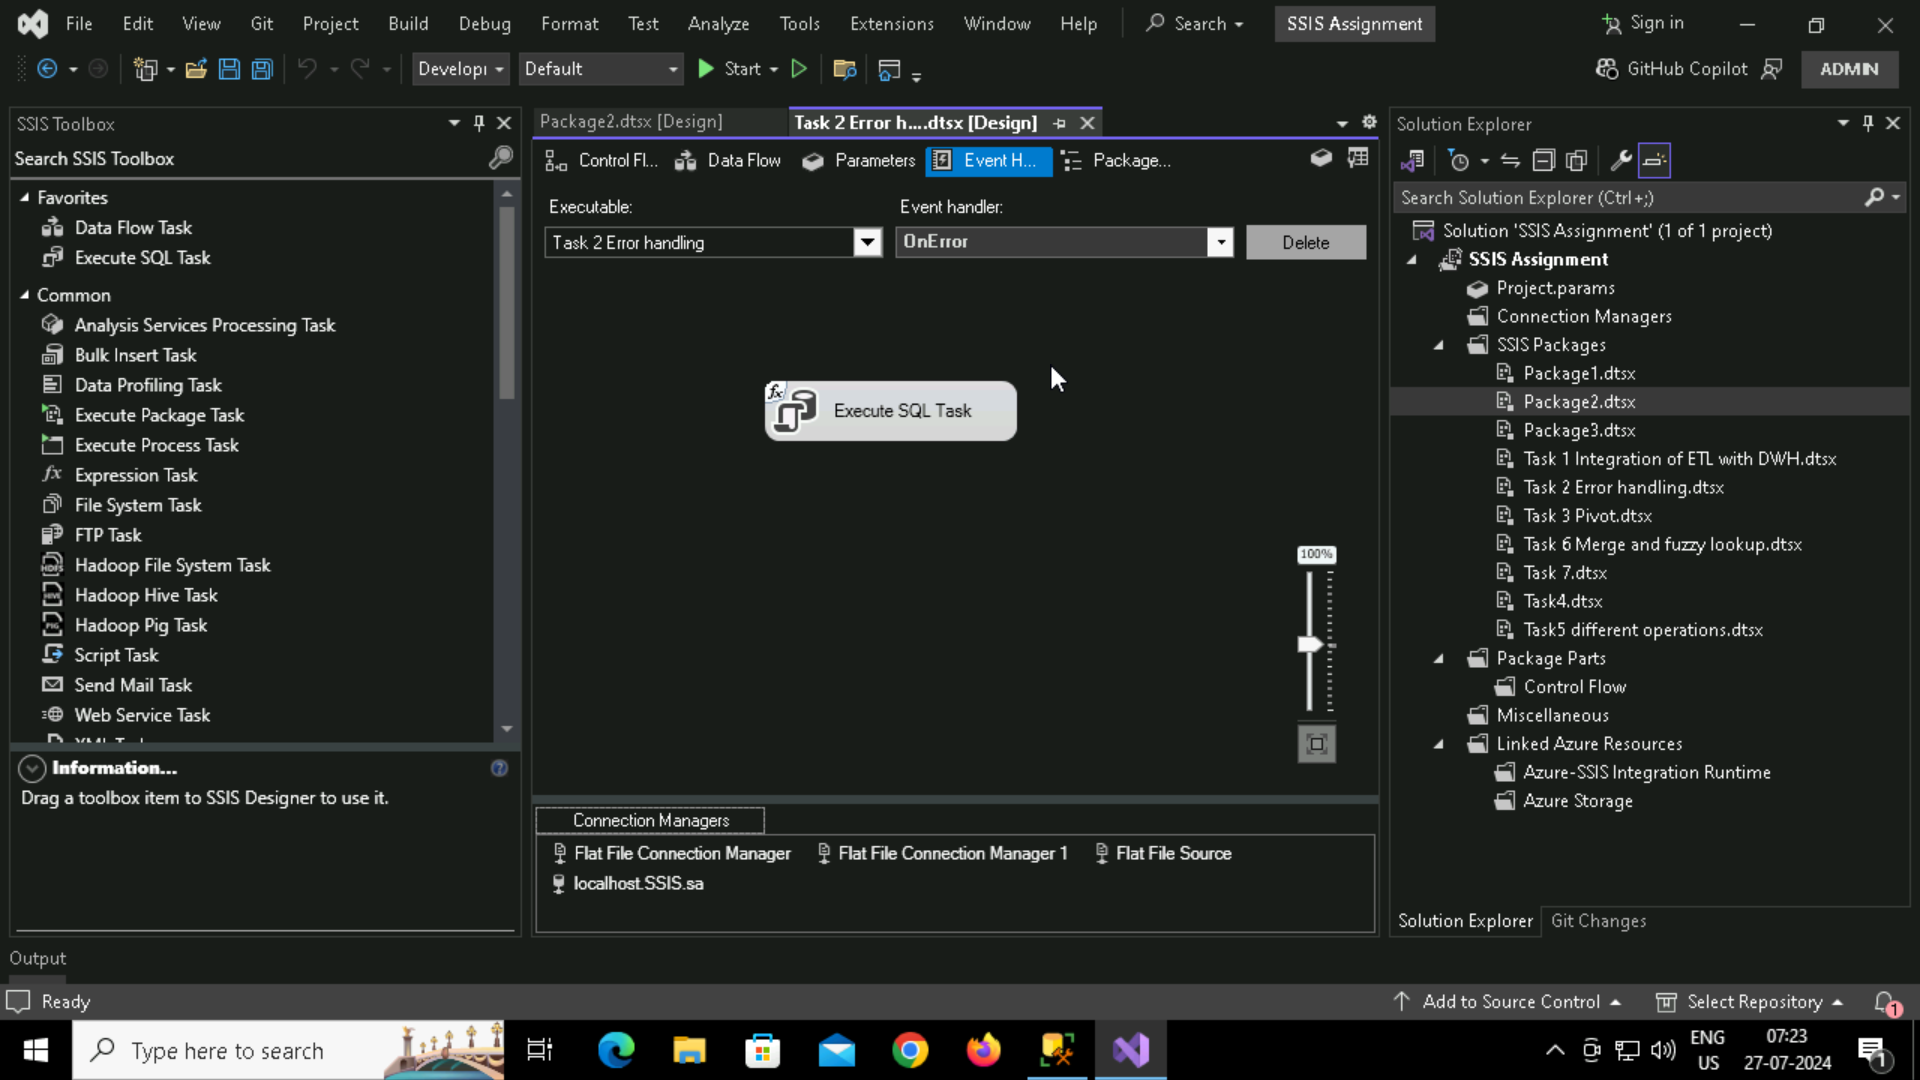 File Edit View Git Project Build Debug Format Test Analyze Tools Extensions Window Help Search SSIS Assignment Sign in
Developi Default Start GitHub Copilot ADMIN
SSIS Toolbox
Search SSIS Toolbox
Favorites
Data Flow Task
Execute SQL Task
Common
Analysis Services Processing Task
Bulk Insert Task
Data Profiling Task
Execute Package Task
Execute Process Task
Expression Task
File System Task
FTP Task
Hadoop File System Task
Hadoop Hive Task
Hadoop Pig Task
Script Task
Send Mail Task
Web Service Task
Information...
Drag a toolbox item to SSIS Designer to use it.
Package2.dtsx [Design] Task 2 Error h....dtsx [Design]
Control Fl... Data Flow Parameters Event H... Package...
Executable: Event handler:
Task 2 Error handling OnError Delete
fx Execute SQL Task
100%
Connection Managers
Flat File Connection Manager Flat File Connection Manager 1 Flat File Source
localhost.SSIS.sa
Solution Explorer
Search Solution Explorer (Ctrl+;)
Solution 'SSIS Assignment' (1 of 1 project)
SSIS Assignment
Project.params
Connection Managers
SSIS Packages
Package1.dtsx
Package2.dtsx
Package3.dtsx
Task 1 Integration of ETL with DWH.dtsx
Task 2 Error handling.dtsx
Task 3 Pivot.dtsx
Task 6 Merge and fuzzy lookup.dtsx
Task 7.dtsx
Task4.dtsx
Task5 different operations.dtsx
Package Parts
Control Flow
Miscellaneous
Linked Azure Resources
Azure-SSIS Integration Runtime
Azure Storage
Solution Explorer Git Changes
Output
Ready Add to Source Control Select Repository 1
Type here to search ENG US 07:23 27-07-2024 1